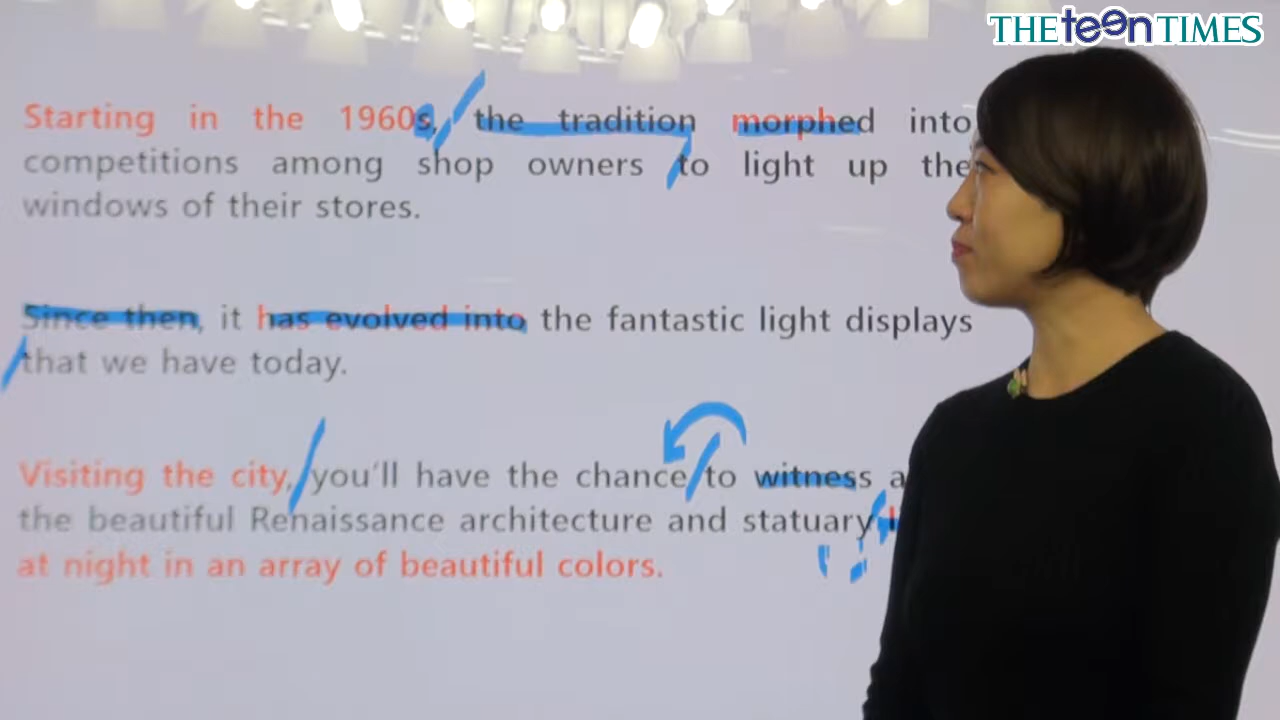 THE teen TIMES
Starting in the 1960s, the tradition morphed into
competitions among shop owners to light up the
windows of their stores.
Since then, it has evolved into the fantastic light displays
that we have today.
Visiting the city, you'll have the chance to witness
the beautiful Renaissance architecture and statuary
at night in an array of beautiful colors.